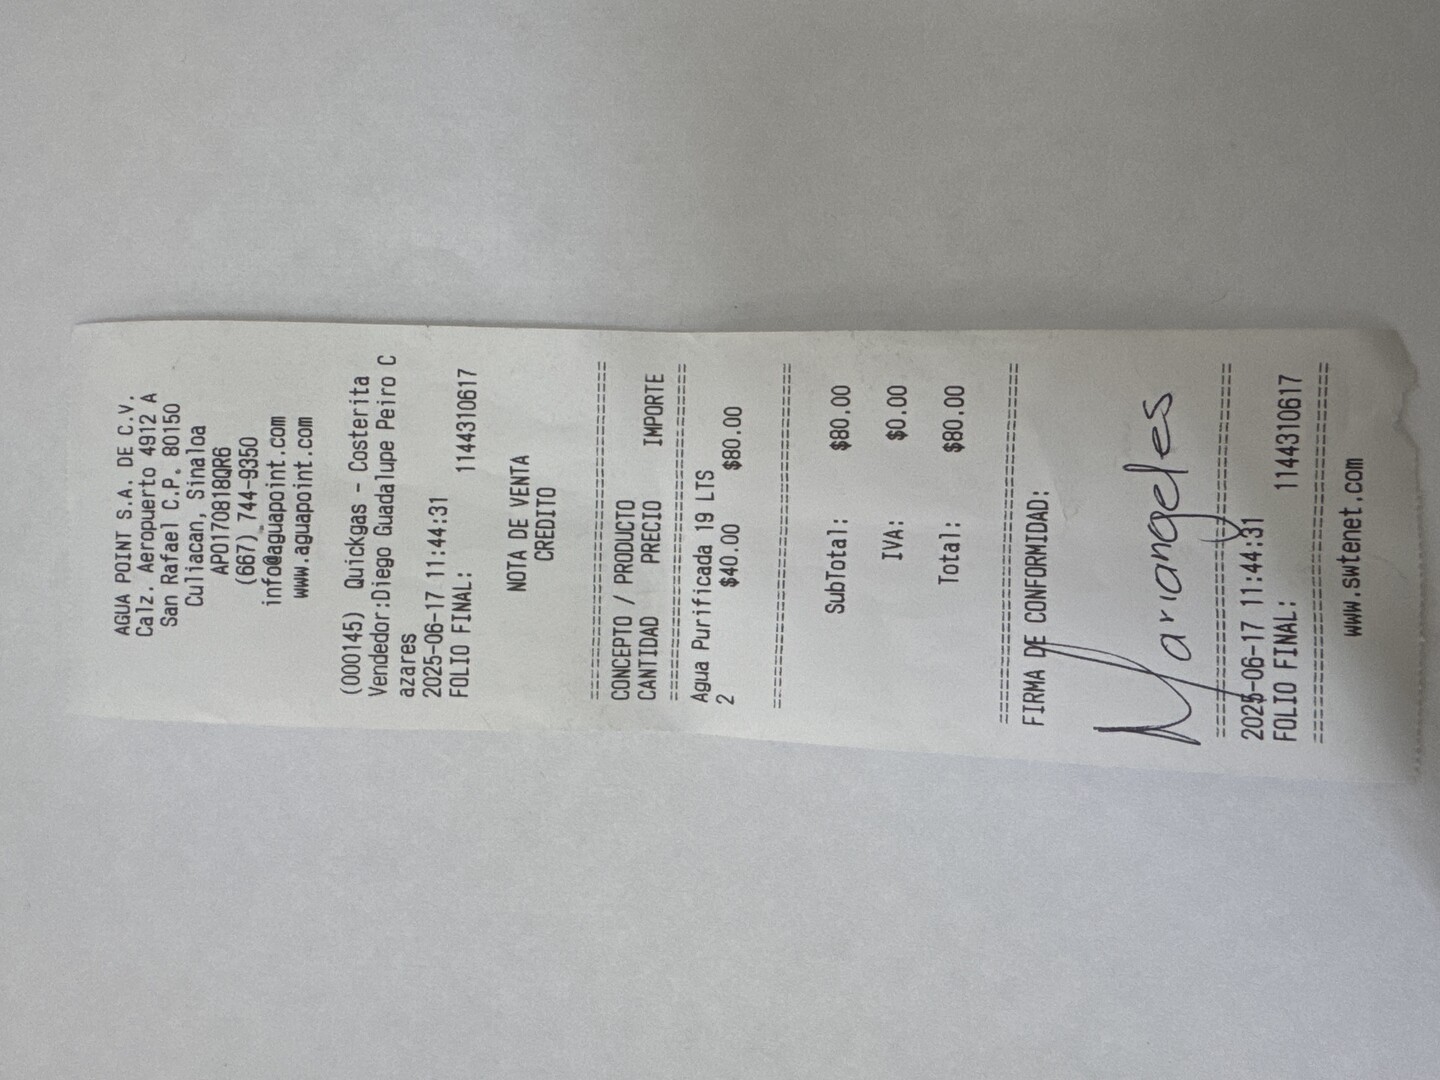 AGUA POINT S.A. DE C.V.
Calz. Aeropuerto 4912 A
San Rafael C.P. 80150
Culiacan, Sinaloa
APO170818QR6
(667) 744-9350
info@aguapoint.com
www.aguapoint.com
(000145) Quickgas - Costerita
Vendedor:Diego Guadalupe Peiro C
azares
2025-06-17 11:44:31
FOLIO FINAL: 1144310617
NOTA DE VENTA
CREDITO
================================
CONCEPTO / PRODUCTO
CANTIDAD PRECIO IMPORTE
================================
Agua Purificada 19 LTS
2 $40.00 $80.00
================================
SubTotal: $80.00
IVA: $0.00
Total: $80.00
================================
FIRMA DE CONFORMIDAD:
Mariangeles
================================
2025-06-17 11:44:31
FOLIO FINAL: 1144310617
================================
www.swtenet.com